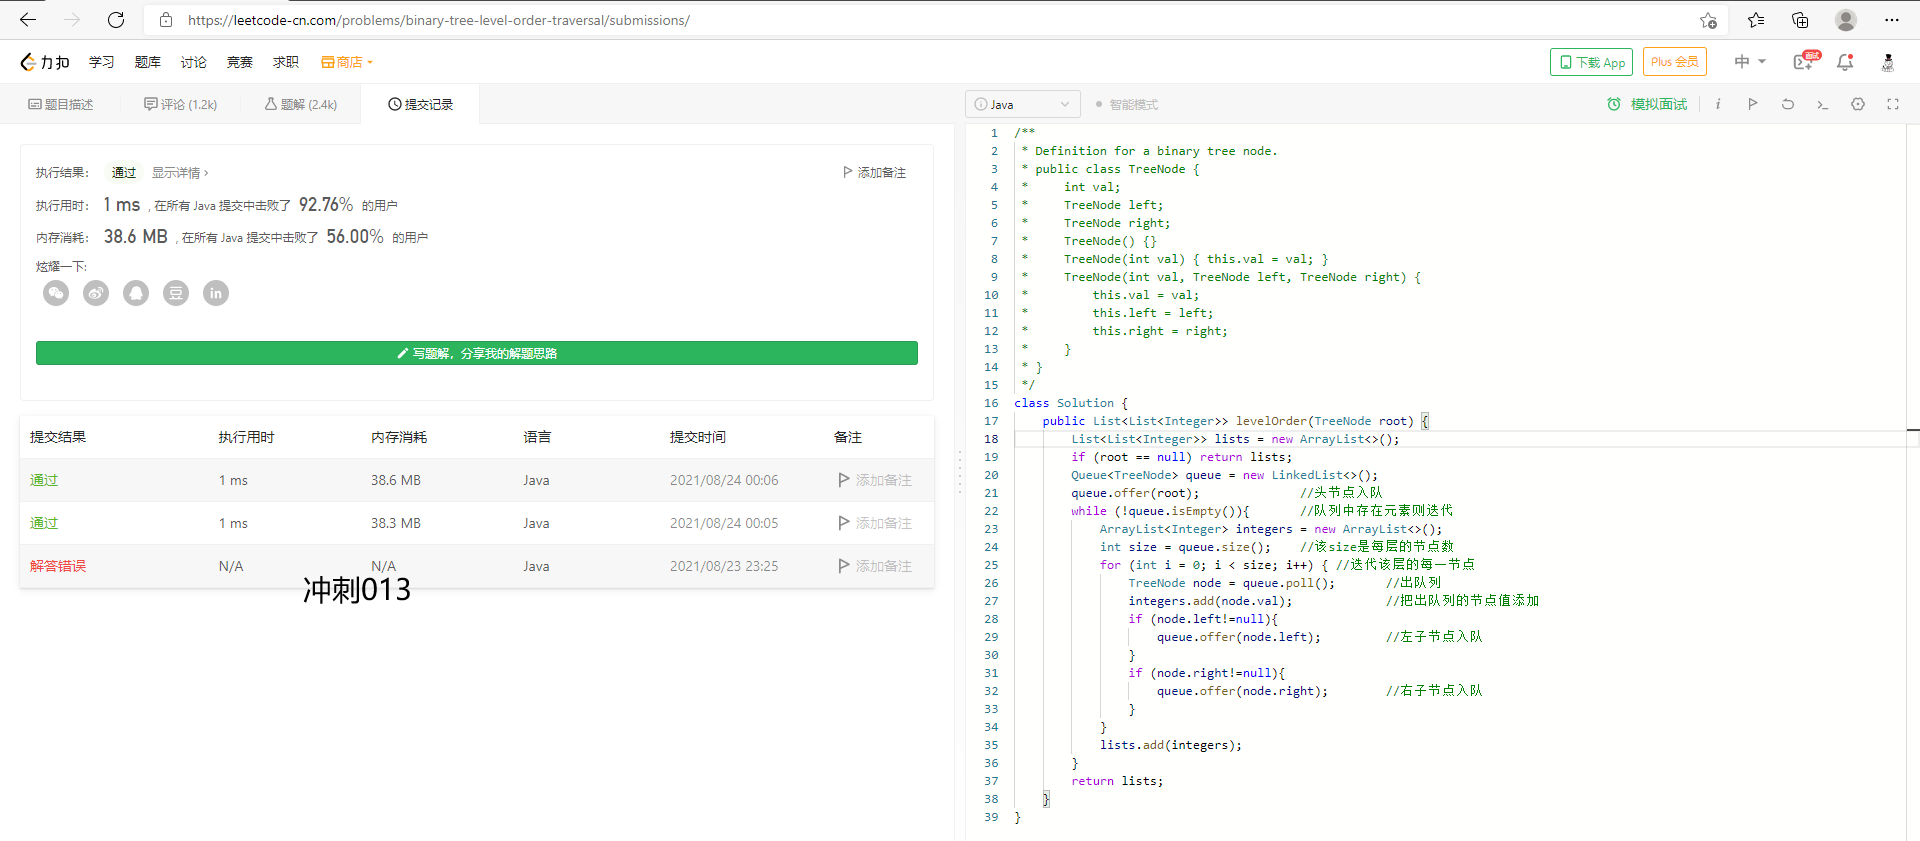 https://leetcode-cn.com/problems/binary-tree-level-order-traversal/submissions/
力扣 学习 题库 讨论 竞赛 求职 商店 下载 App Plus 会员 中 面试
题目描述 评论 (1.2k) 题解 (2.4k) 提交记录
执行结果： 通过 显示详情 › 添加备注
执行用时： 1 ms , 在所有 Java 提交中击败了 92.76% 的用户
内存消耗： 38.6 MB , 在所有 Java 提交中击败了 56.00% 的用户
炫耀一下:
写题解，分享我的解题思路
提交结果 执行用时 内存消耗 语言 提交时间 备注
通过 1 ms 38.6 MB Java 2021/08/24 00:06 添加备注
通过 1 ms 38.3 MB Java 2021/08/24 00:05 添加备注
解答错误 N/A N/A Java 2021/08/23 23:25 添加备注
冲刺013
Java 智能模式 模拟面试
1 /**
2  * Definition for a binary tree node.
3  * public class TreeNode {
4  *     int val;
5  *     TreeNode left;
6  *     TreeNode right;
7  *     TreeNode() {}
8  *     TreeNode(int val) { this.val = val; }
9  *     TreeNode(int val, TreeNode left, TreeNode right) {
10  *         this.val = val;
11  *         this.left = left;
12  *         this.right = right;
13  *     }
14  * }
15  */
16 class Solution {
17     public List<List<Integer>> levelOrder(TreeNode root) {
18         List<List<Integer>> lists = new ArrayList<>();
19         if (root == null) return lists;
20         Queue<TreeNode> queue = new LinkedList<>();
21         queue.offer(root);              //头节点入队
22         while (!queue.isEmpty()){       //队列中存在元素则迭代
23             ArrayList<Integer> integers = new ArrayList<>();
24             int size = queue.size();    //该size是每层的节点数
25             for (int i = 0; i < size; i++) { //迭代该层的每一节点
26                 TreeNode node = queue.poll();       //出队列
27                 integers.add(node.val);             //把出队列的节点值添加
28                 if (node.left!=null){
29                     queue.offer(node.left);         //左子节点入队
30                 }
31                 if (node.right!=null){
32                     queue.offer(node.right);        //右子节点入队
33                 }
34             }
35             lists.add(integers);
36         }
37         return lists;
38     }
39 }